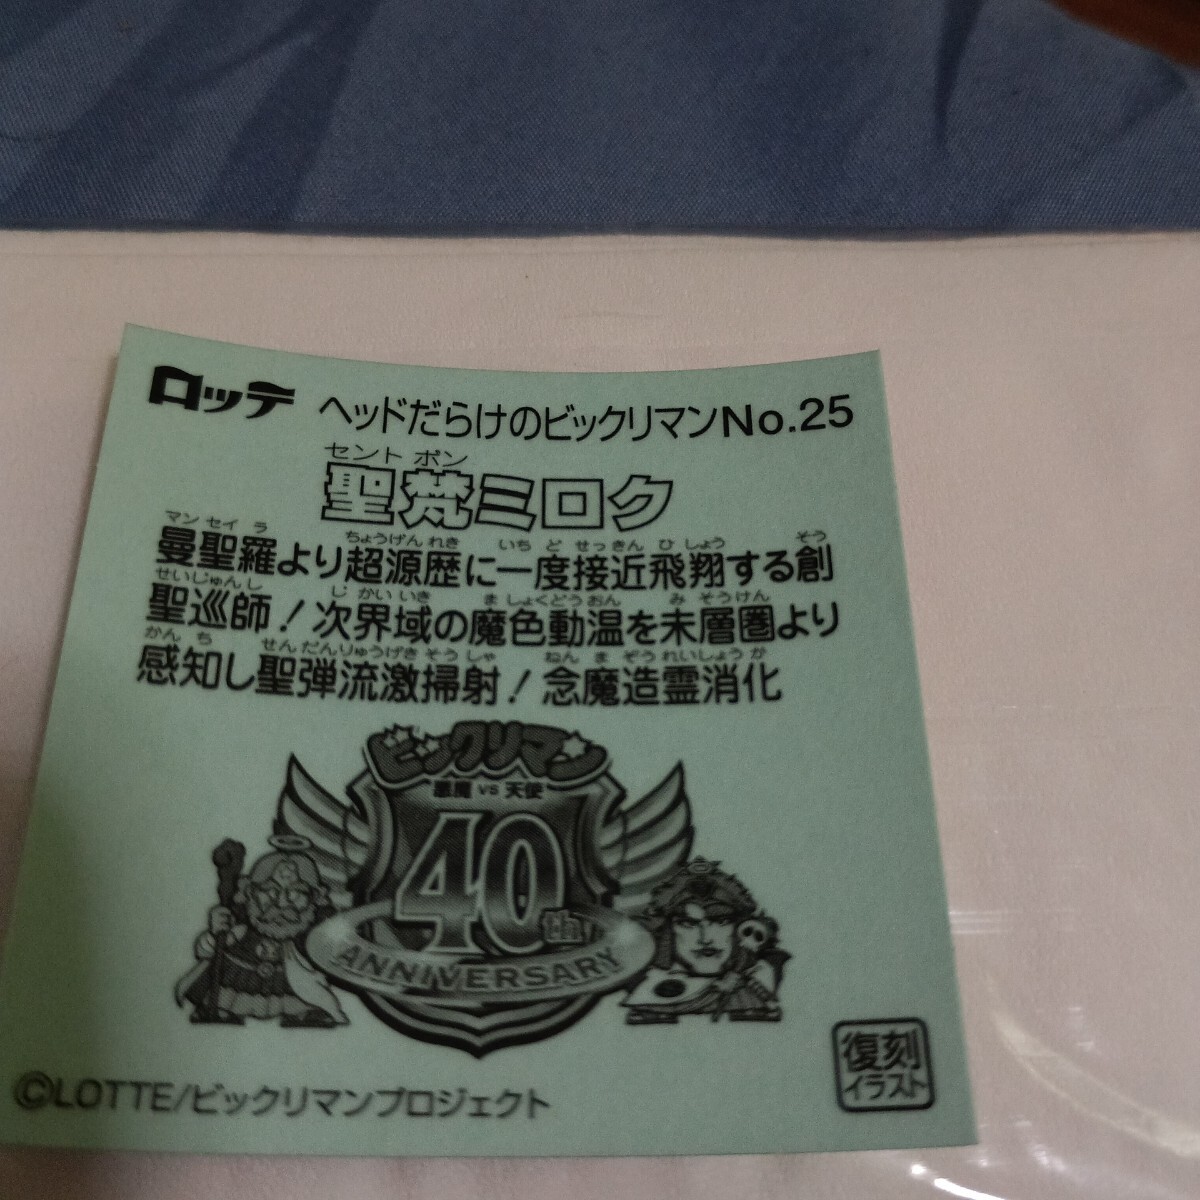 ロッテ ヘッドだらけのビックリマンNo.25
セント ポン
聖梵ミロク
マン セイ ラ ちょうげん れき いち ど せっきん ひ しょう そう
曼聖羅より超源歴に一度接近飛翔する創
せいじゅんし じ かい いき ま しょくどう おん み そうけん
聖巡師！次界域の魔色動温を未層圏より
かん ち せんだんりゅうげき そうしゃ ねん ま ぞうれいしょうか
感知し聖弾流激掃射！念魔造霊消化
ビックリマン
悪魔 vs 天使
40th
ANNIVERSARY
復刻
イラスト
©LOTTE/ビックリマンプロジェクト